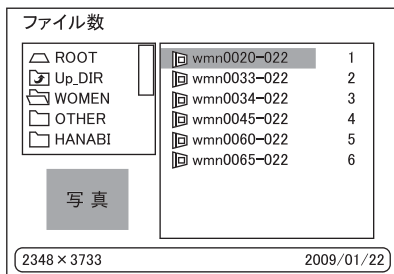 ファイル数
ROOT
Up_DIR
WOMEN
OTHER
HANABI
wmn0020-022 1
wmn0033-022 2
wmn0034-022 3
wmn0045-022 4
wmn0060-022 5
wmn0065-022 6
写真
2348×3733 2009/01/22